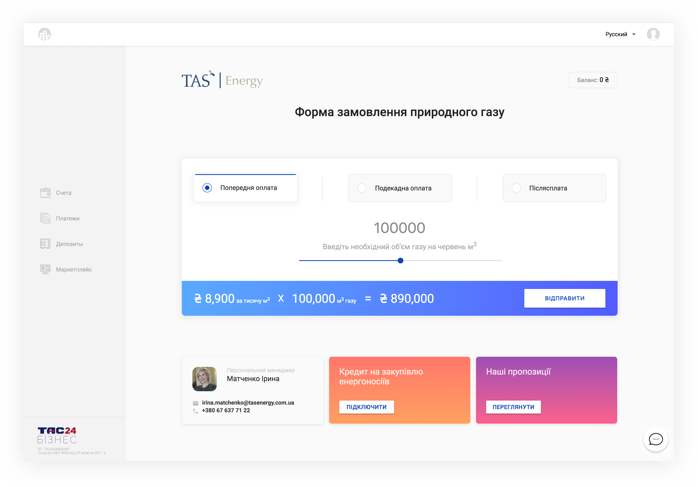 Русский
TAS | Energy
Баланс: 0 ₴
Форма замовлення природного газу
Попередня оплата
Подекадна оплата
Післясплата
100000
Введіть необхідний об'єм газу на червень м³
₴ 8,900 за тисячу м³ X 100,000 м³ газу = ₴ 890,000
ВІДПРАВИТИ
Счета
Платежи
Депозиты
Маркетплейс
Персональний менеджер
Матченко Ірина
irina.matchenko@tasenergy.com.ua
+380 67 637 71 22
Кредит на закупівлю
енергоносіїв
ПІДКЛЮЧИТИ
Наші пропозиції
ПЕРЕГЛЯНУТИ
ТАС24
БІЗНЕС